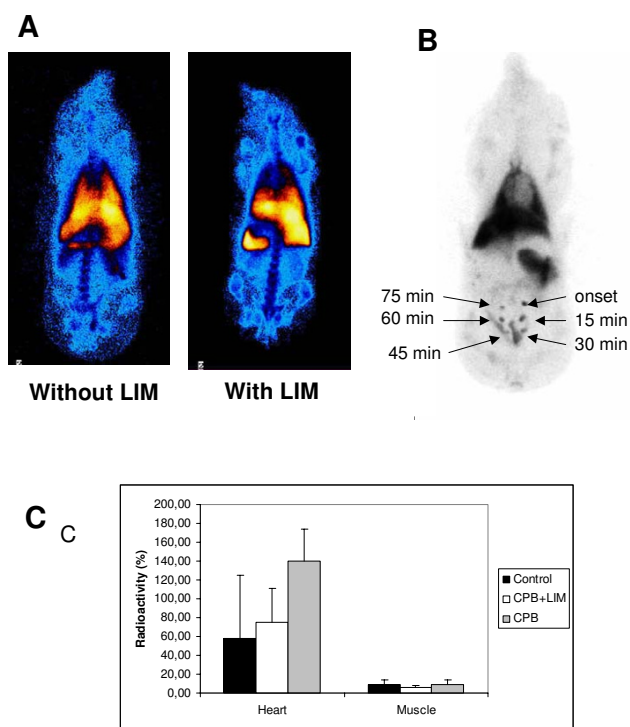 A
B
Without LIM
With LIM
75 min
onset
60 min
15 min
45 min
30 min
C
C
200,00
180,00
160,00
140,00
120,00
100,00
80,00
60,00
40,00
20,00
0,00
Radioactivity (%)
Heart
Muscle
Control
CPB+LIM
CPB